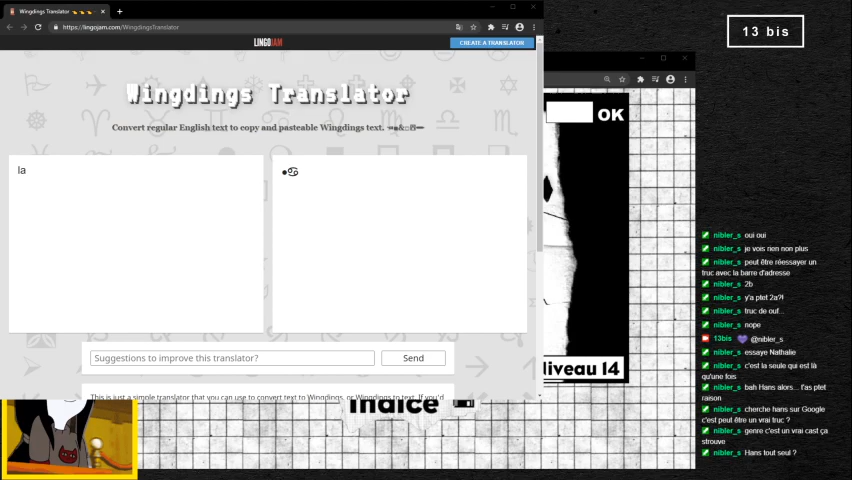 Wingdings Translator
https://lingojam.com/WingdingsTranslator
13 bis
LINGOJAM
CREATE A TRANSLATOR
Wingdings Translator
Convert regular English text to copy and pasteable Wingdings text.
OK
la
●♋
Suggestions to improve this translator?
Send
This is just a simple translator that you can use to convert text to Wingdings, or Wingdings to text. If you'd
iveau 14
Indice
nibler_s oui oui
nibler_s je vois rien non plus
nibler_s peut être réessayer un
truc avec la barre d'adresse
nibler_s 2b
nibler_s y'a ptet 2a?!
nibler_s truc de ouf...
nibler_s nope
13bis 💜 @nibler_s
nibler_s essaye Nathalie
nibler_s c'est la seule qui est là
qu'une fois
nibler_s bah Hans alors... t'as ptet
raison
nibler_s cherche hans sur Google
c'est peut être un vrai truc ?
nibler_s genre c'est un vrai cast ça
strouve
nibler_s Hans tout seul ?